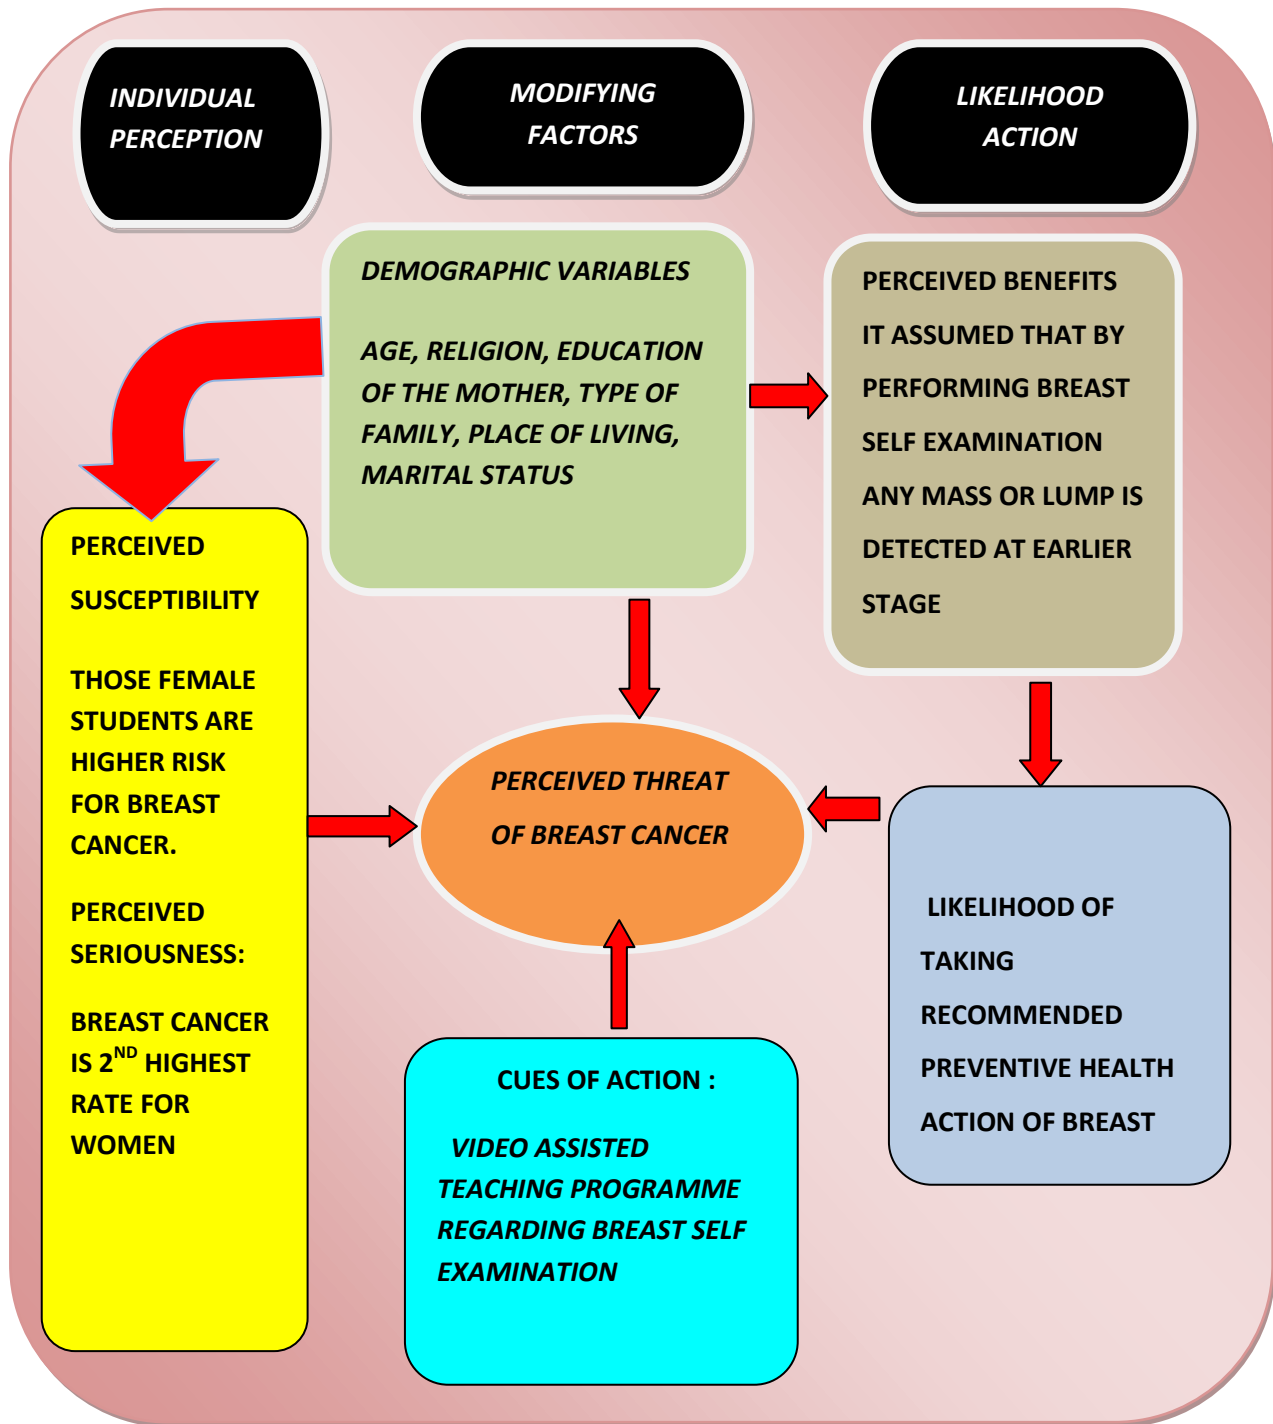 INDIVIDUAL
PERCEPTION
MODIFYING
FACTORS
LIKELIHOOD
ACTION
DEMOGRAPHIC VARIABLES
AGE, RELIGION, EDUCATION
OF THE MOTHER, TYPE OF
FAMILY, PLACE OF LIVING,
MARITAL STATUS
PERCEIVED BENEFITS
IT ASSUMED THAT BY
PERFORMING BREAST
SELF EXAMINATION
ANY MASS OR LUMP IS
DETECTED AT EARLIER
STAGE
PERCEIVED
SUSCEPTIBILITY
THOSE FEMALE
STUDENTS ARE
HIGHER RISK
FOR BREAST
CANCER.
PERCEIVED
SERIOUSNESS:
BREAST CANCER
IS 2ND HIGHEST
RATE FOR
WOMEN
PERCEIVED THREAT
OF BREAST CANCER
LIKELIHOOD OF
TAKING
RECOMMENDED
PREVENTIVE HEALTH
ACTION OF BREAST
CUES OF ACTION :
VIDEO ASSISTED
TEACHING PROGRAMME
REGARDING BREAST SELF
EXAMINATION